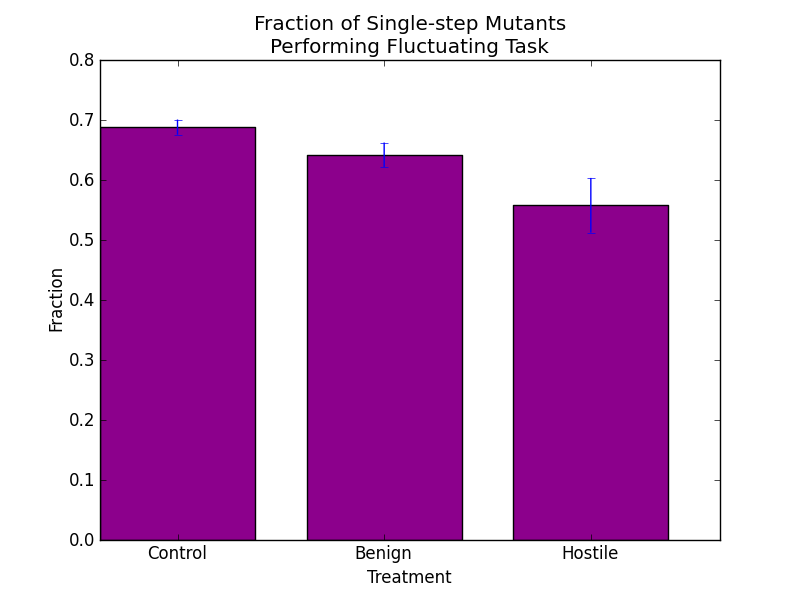 Fraction of Single-step Mutants
Performing Fluctuating Task
0.8
0.7
0.6
0.5
0.4
0.3
0.2
0.1
0.0
Fraction
Control Benign Hostile
Treatment